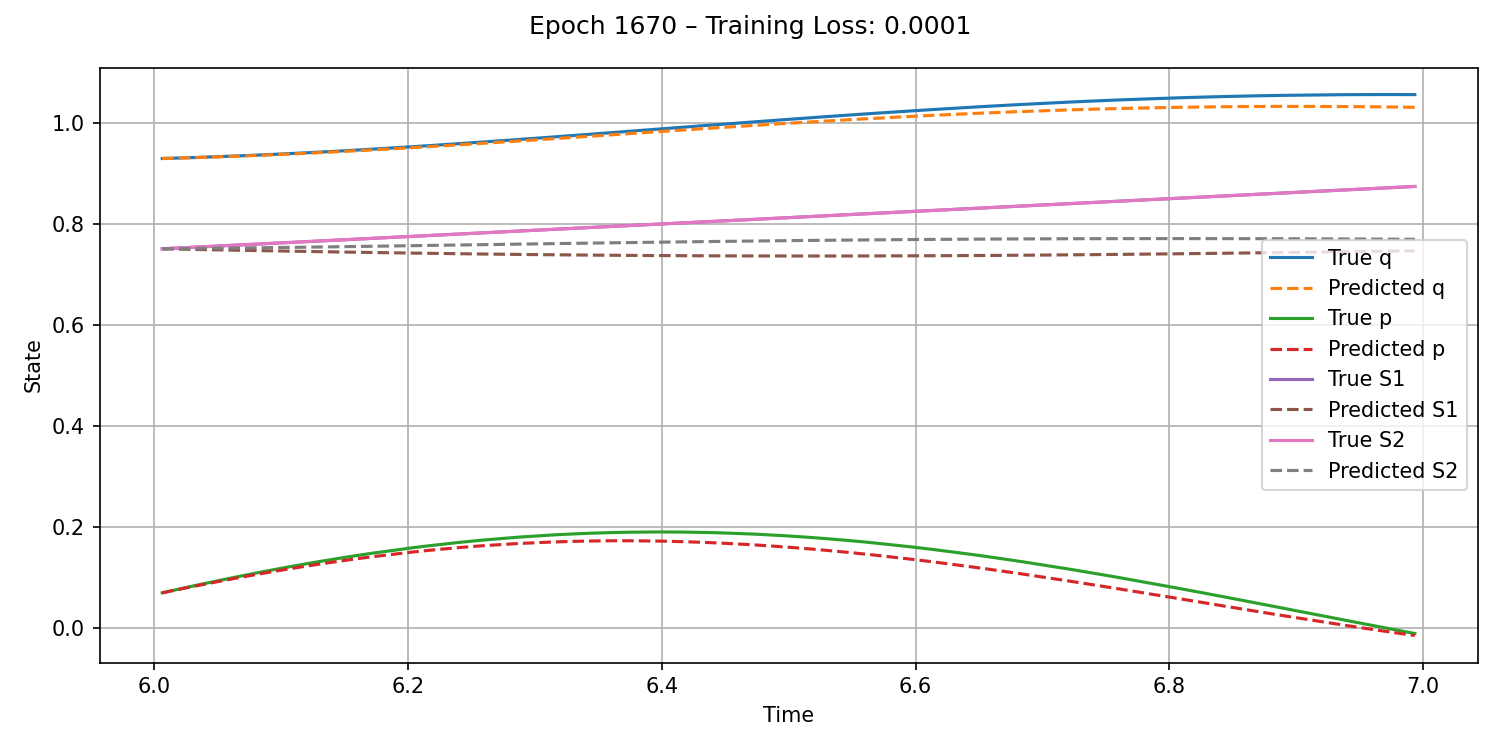 Epoch 1670 – Training Loss: 0.0001
1.0
0.8
0.6
0.4
0.2
0.0
State
True q
Predicted q
True p
Predicted p
True S1
Predicted S1
True S2
Predicted S2
6.0 6.2 6.4 6.6 6.8 7.0
Time